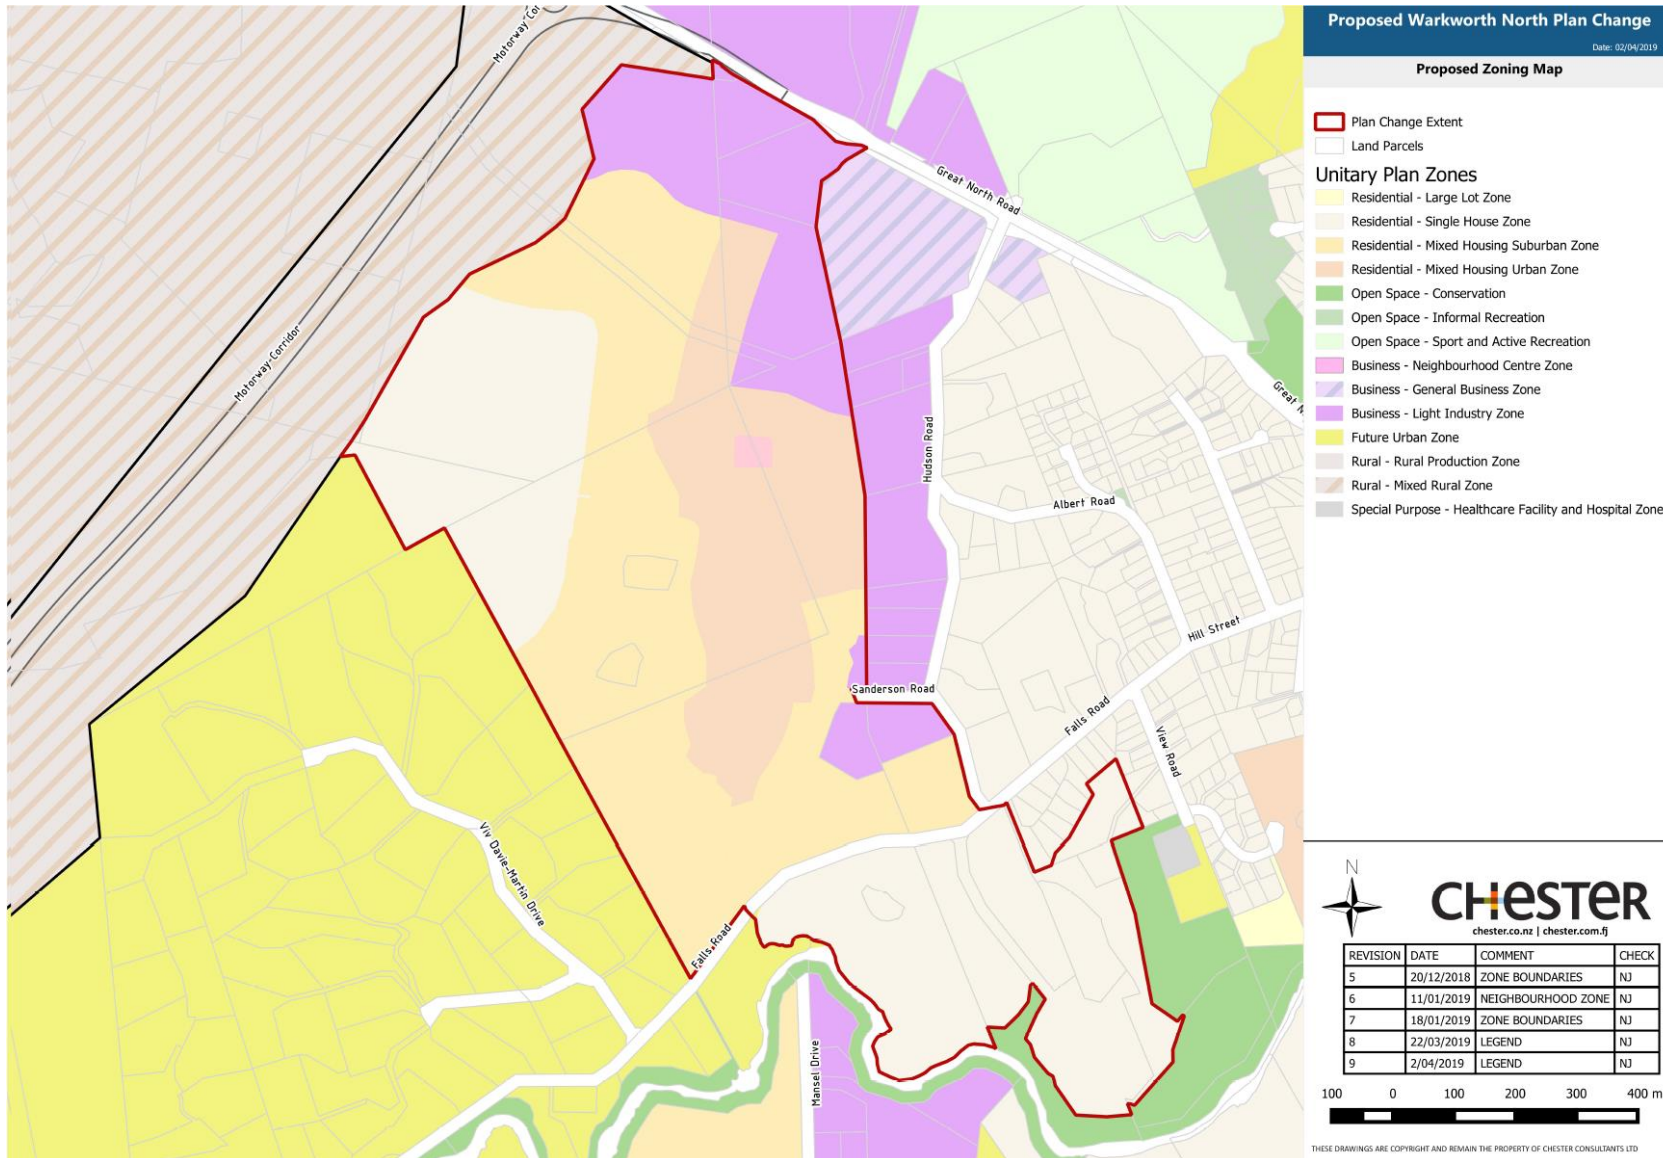 Proposed Warkworth North Plan Change
Date: 02/04/2019
Proposed Zoning Map
Plan Change Extent
Land Parcels
Unitary Plan Zones
Residential - Large Lot Zone
Residential - Single House Zone
Residential - Mixed Housing Suburban Zone
Residential - Mixed Housing Urban Zone
Open Space - Conservation
Open Space - Informal Recreation
Open Space - Sport and Active Recreation
Business - Neighbourhood Centre Zone
Business - General Business Zone
Business - Light Industry Zone
Future Urban Zone
Rural - Rural Production Zone
Rural - Mixed Rural Zone
Special Purpose - Healthcare Facility and Hospital Zone
Motorway Cor
Motorway Cor
Motorway-Corridor
Great North Road
Great N
Hudson Road
Albert Road
Hill Street
Sanderson Road
Falls Road
View Road
Viv Davie-Martin Drive
Falls Road
Mansel Drive
N
CHESTER
chester.co.nz | chester.com.fj
REVISION DATE COMMENT CHECK
5 20/12/2018 ZONE BOUNDARIES NJ
6 11/01/2019 NEIGHBOURHOOD ZONE NJ
7 18/01/2019 ZONE BOUNDARIES NJ
8 22/03/2019 LEGEND NJ
9 2/04/2019 LEGEND NJ
100 0 100 200 300 400 m
THESE DRAWINGS ARE COPYRIGHT AND REMAIN THE PROPERTY OF CHESTER CONSULTANTS LTD